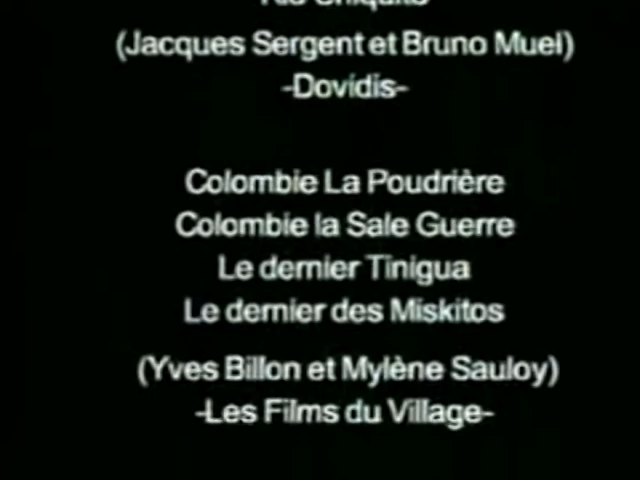 (Jacques Sergent et Bruno Muel)
-Dovidis-
Colombie La Poudrière
Colombie la Sale Guerre
Le dernier Tinigua
Le dernier des Miskitos
(Yves Billon et Mylène Sauloy)
-Les Films du Village-